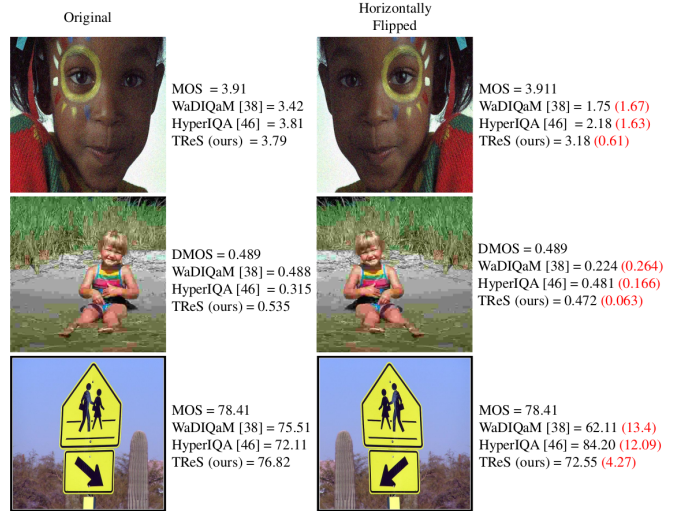 Original
Horizontally
Flipped
MOS = 3.91
WaDIQaM [38] = 3.42
HyperIQA [46] = 3.81
TReS (ours) = 3.79
MOS = 3.911
WaDIQaM [38] = 1.75 (1.67)
HyperIQA [46] = 2.18 (1.63)
TReS (ours) = 3.18 (0.61)
DMOS = 0.489
WaDIQaM [38] = 0.488
HyperIQA [46] = 0.315
TReS (ours) = 0.535
DMOS = 0.489
WaDIQaM [38] = 0.224 (0.264)
HyperIQA [46] = 0.481 (0.166)
TReS (ours) = 0.472 (0.063)
MOS = 78.41
WaDIQaM [38] = 75.51
HyperIQA [46] = 72.11
TReS (ours) = 76.82
MOS = 78.41
WaDIQaM [38] = 62.11 (13.4)
HyperIQA [46] = 84.20 (12.09)
TReS (ours) = 72.55 (4.27)